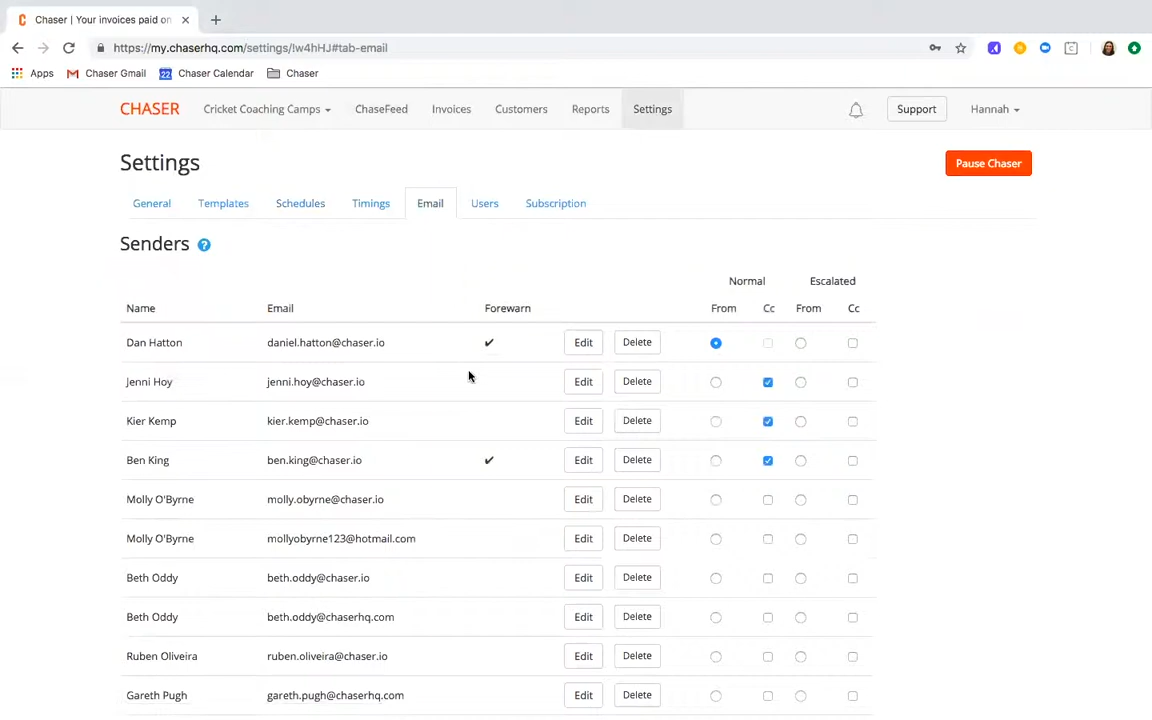 Chaser | Your invoices paid on
https://my.chaserhq.com/settings/!w4hHJ#tab-email
Apps Chaser Gmail 22 Chaser Calendar Chaser
CHASER Cricket Coaching Camps ChaseFeed Invoices Customers Reports Settings Support Hannah
Settings Pause Chaser
General Templates Schedules Timings Email Users Subscription
Senders ?
Normal Escalated
Name Email Forewarn From Cc From Cc
Dan Hatton daniel.hatton@chaser.io ✔ Edit Delete
Jenni Hoy jenni.hoy@chaser.io Edit Delete
Kier Kemp kier.kemp@chaser.io Edit Delete
Ben King ben.king@chaser.io ✔ Edit Delete
Molly O'Byrne molly.obyrne@chaser.io Edit Delete
Molly O'Byrne mollyobyrne123@hotmail.com Edit Delete
Beth Oddy beth.oddy@chaser.io Edit Delete
Beth Oddy beth.oddy@chaserhq.com Edit Delete
Ruben Oliveira ruben.oliveira@chaser.io Edit Delete
Gareth Pugh gareth.pugh@chaserhq.com Edit Delete